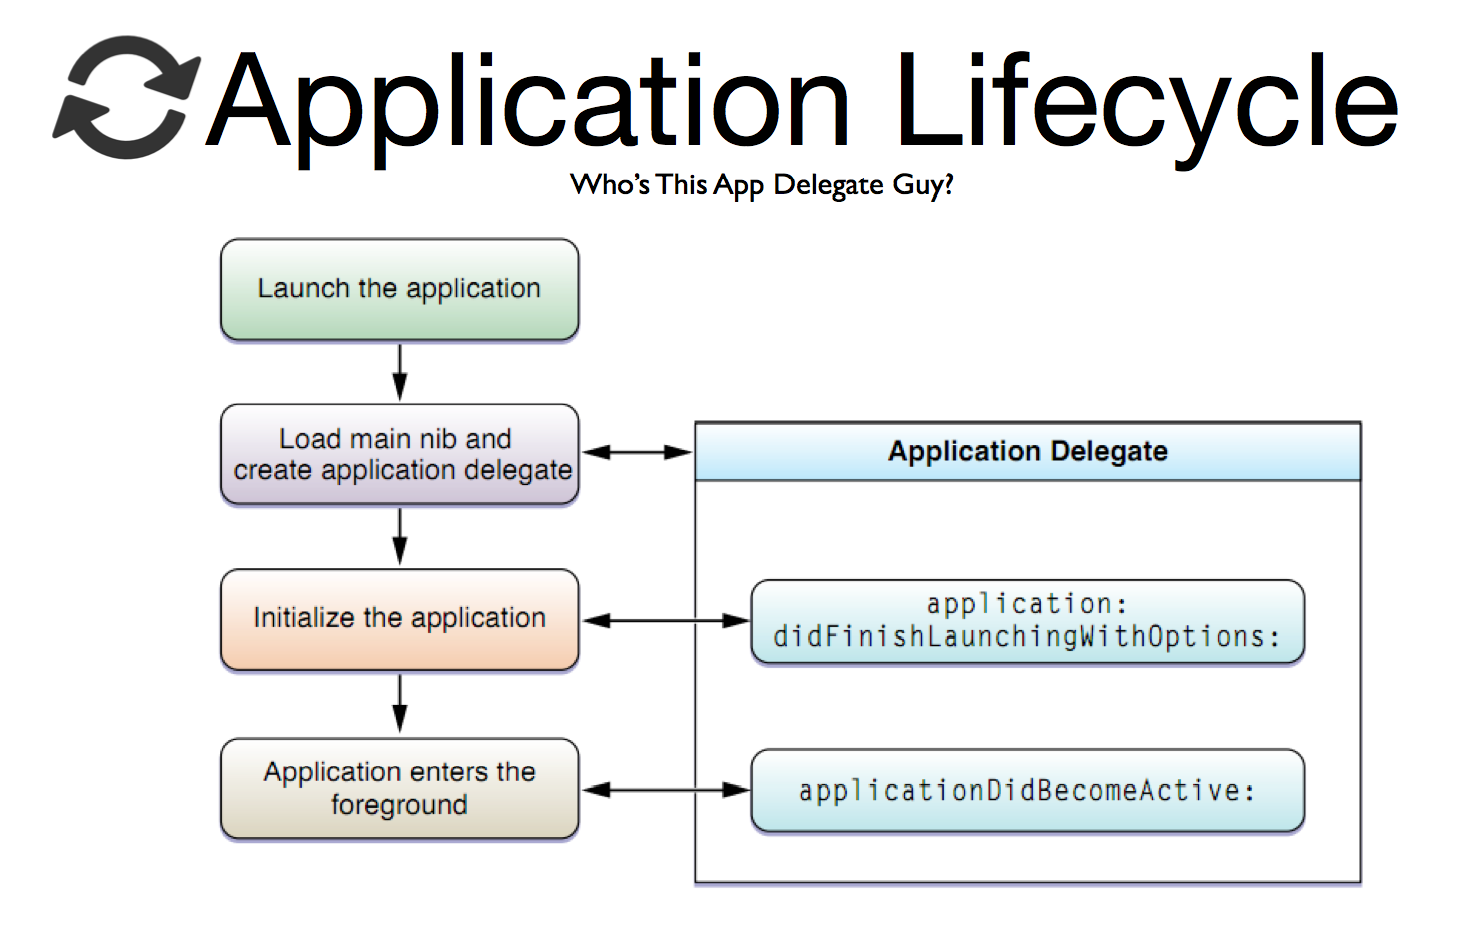 Application Lifecycle
Who's This App Delegate Guy?
Launch the application
Load main nib and
create application delegate
Application Delegate
Initialize the application
application:
didFinishLaunchingWithOptions:
Application enters the
foreground
applicationDidBecomeActive: